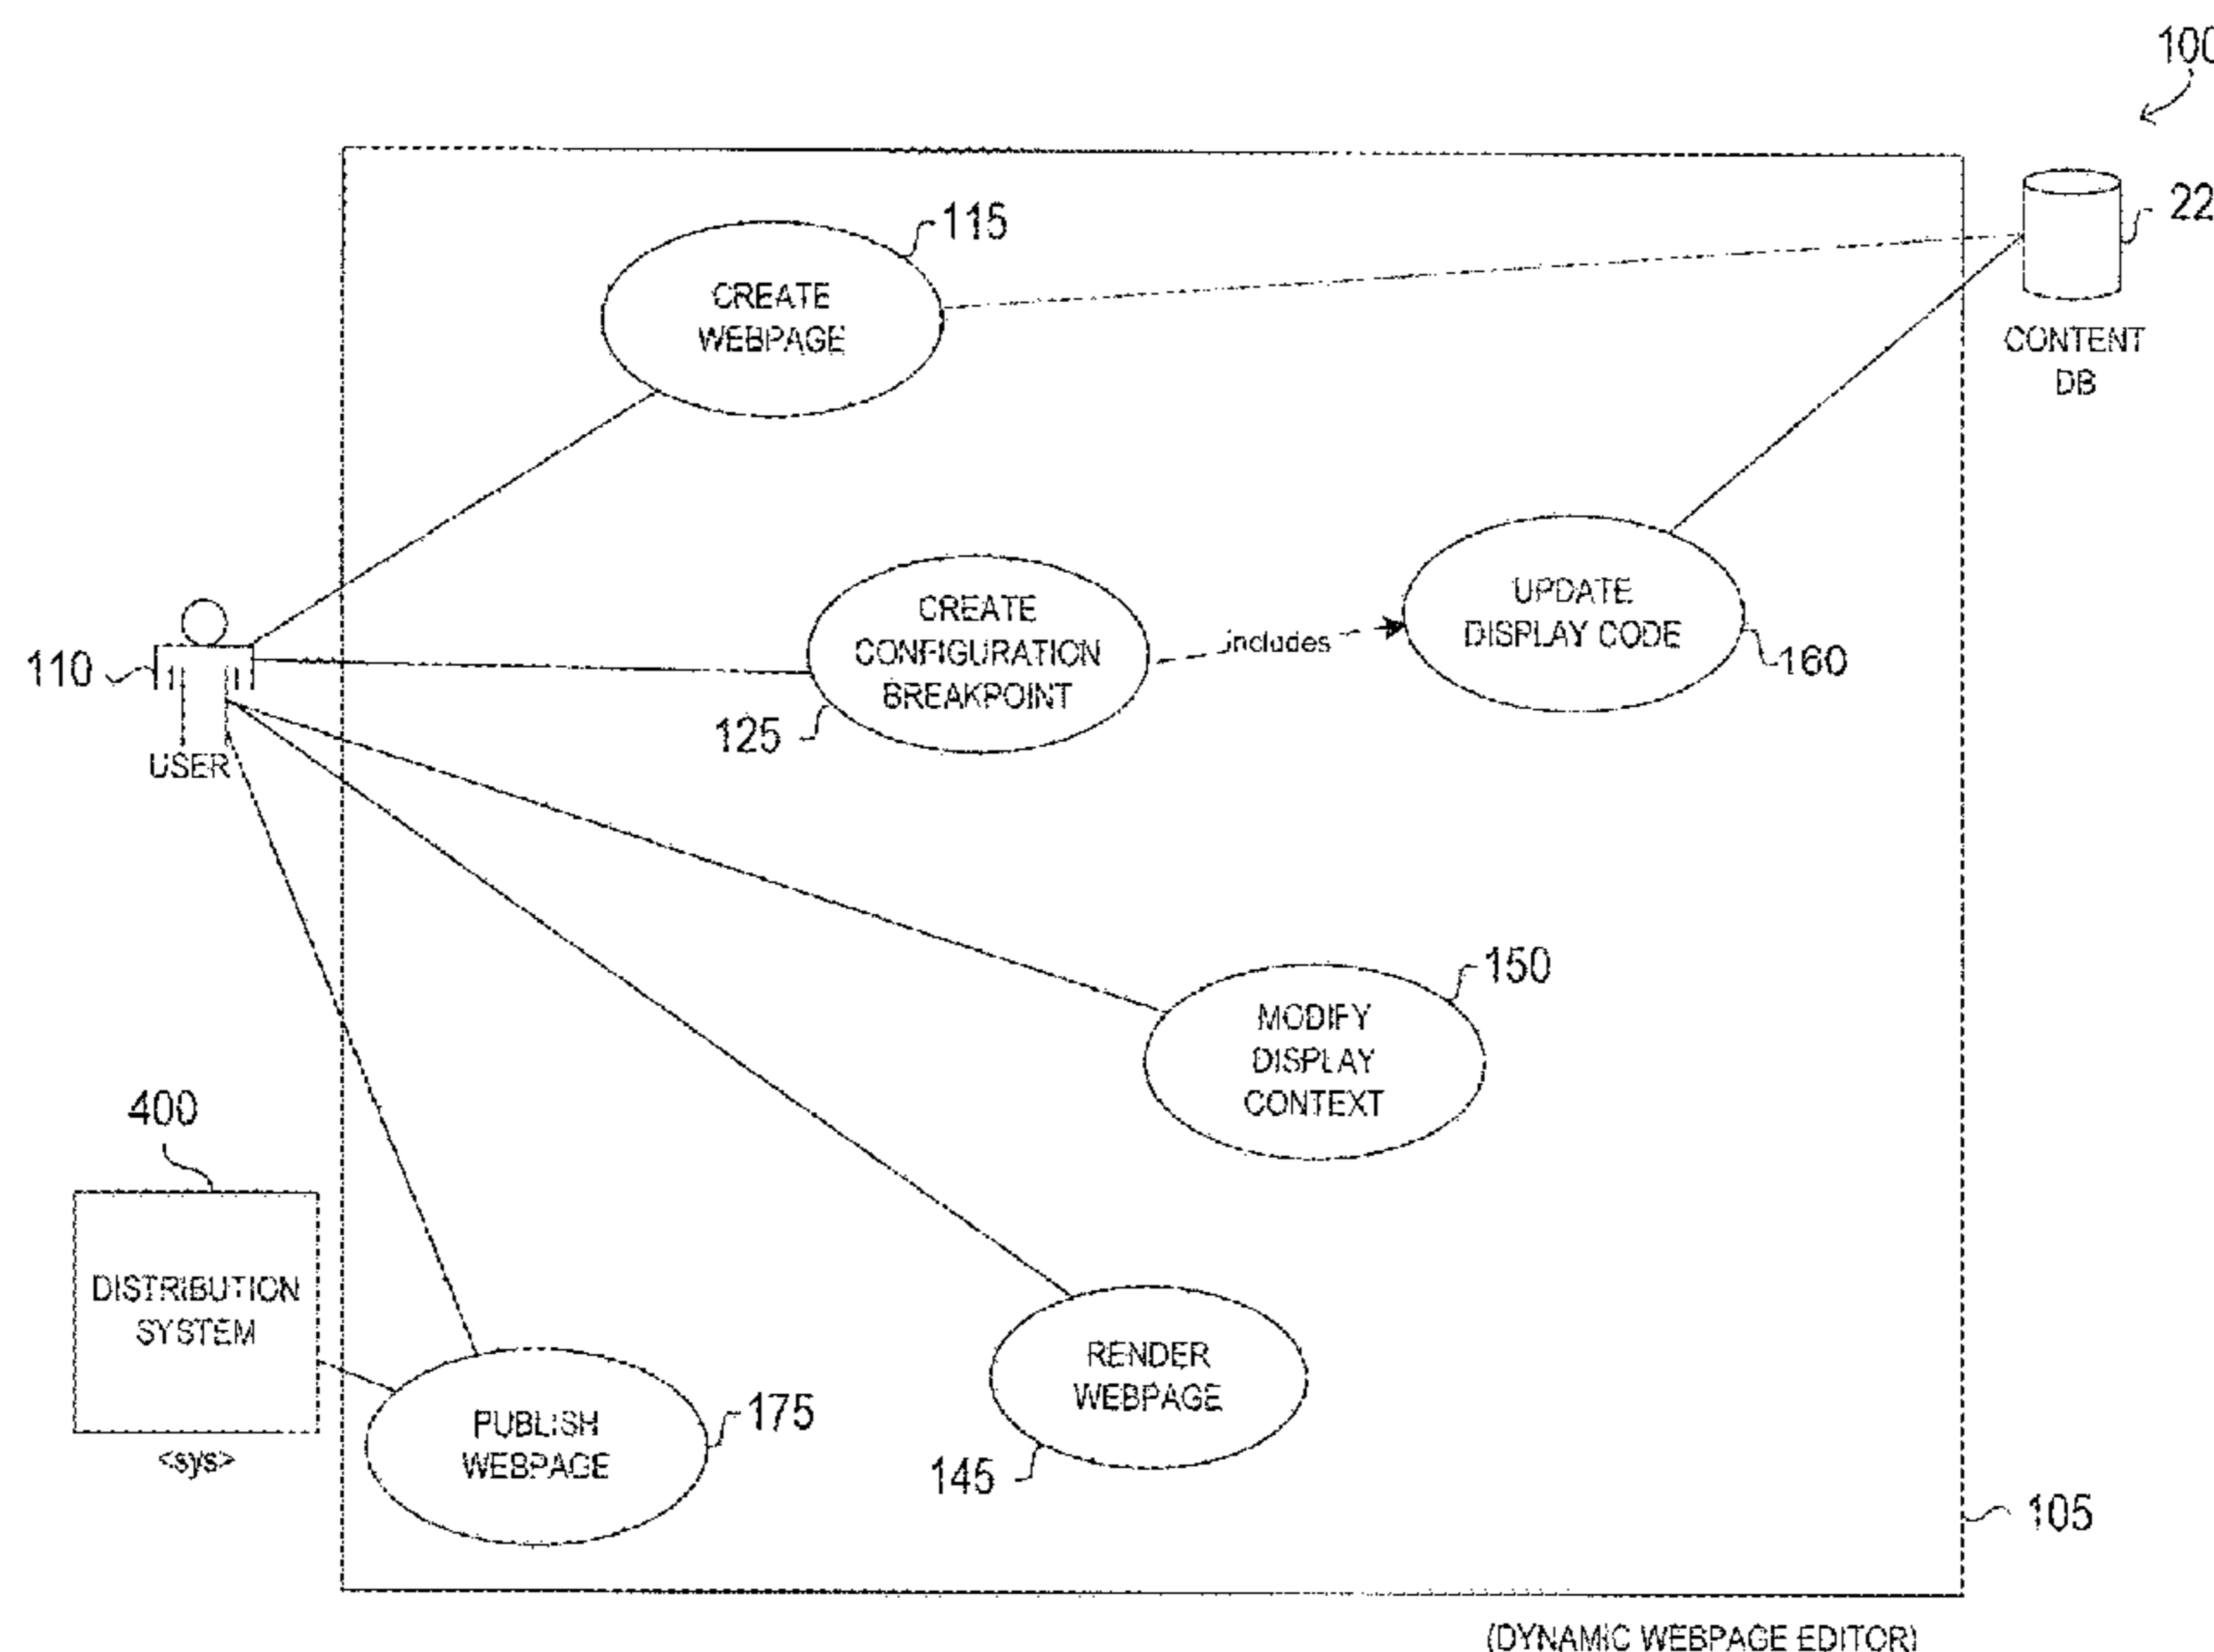 100
115
22
CREATE
WEBPAGE
CONTENT
DB
UPDATE
DISPLAY CODE
160
CREATE
CONFIGURATION
BREAKPOINT
includes
125
110
USER
150
MODIFY
DISPLAY
CONTEXT
400
DISTRIBUTION
SYSTEM
<sys>
RENDER
WEBPAGE
145
PUBLISH
WEBPAGE
175
105
(DYNAMIC WEBPAGE EDITOR)